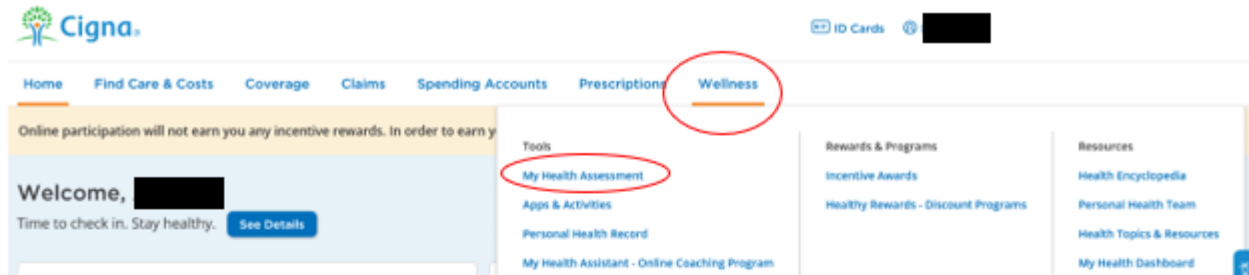 Cigna.
ID Cards
Home Find Care & Costs Coverage Claims Spending Accounts Prescriptions Wellness
Online participation will not earn you any incentive rewards. In order to earn y
Welcome,
Time to check in. Stay healthy. See Details
Tools
My Health Assessment
Apps & Activities
Personal Health Record
My Health Assistant - Online Coaching Program
Rewards & Programs
Incentive Awards
Healthy Rewards - Discount Programs
Resources
Health Encyclopedia
Personal Health Team
Health Topics & Resources
My Health Dashboard